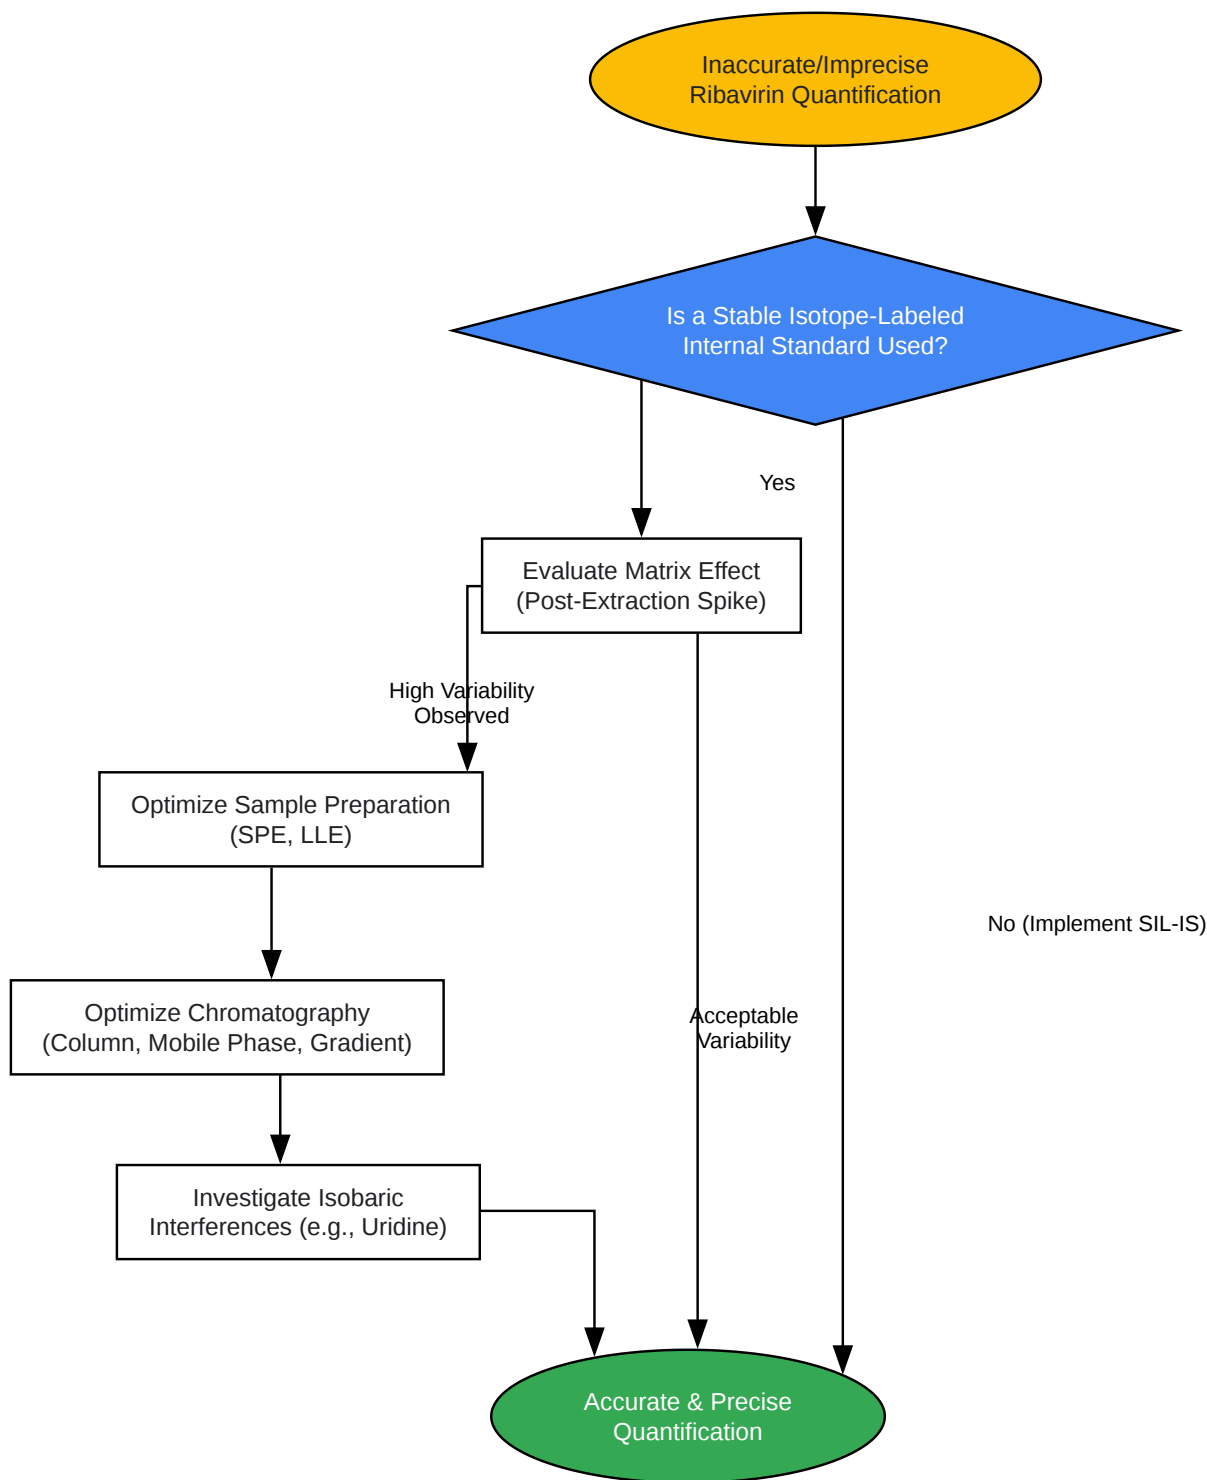 Inaccurate/Imprecise
Ribavirin Quantification
Is a Stable Isotope-Labeled
Internal Standard Used?
Yes
Evaluate Matrix Effect
(Post-Extraction Spike)
High Variability
Observed
Optimize Sample Preparation
(SPE, LLE)
No (Implement SIL-IS)
Optimize Chromatography
(Column, Mobile Phase, Gradient)
Acceptable
Variability
Investigate Isobaric
Interferences (e.g., Uridine)
Accurate & Precise
Quantification